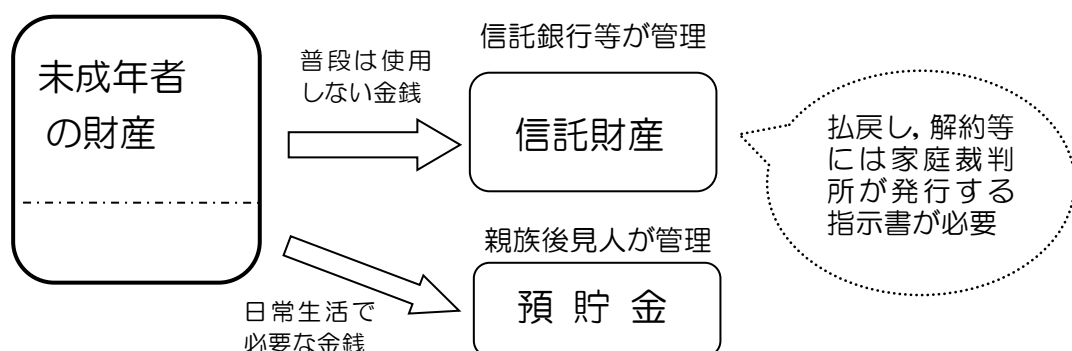 未成年者
の財産
普段は使用
しない金銭
信託銀行等が管理
信託財産
払戻し,解約等
には家庭裁判
所が発行する
指示書が必要
親族後見人が管理
預貯金
日常生活で
必要な金銭